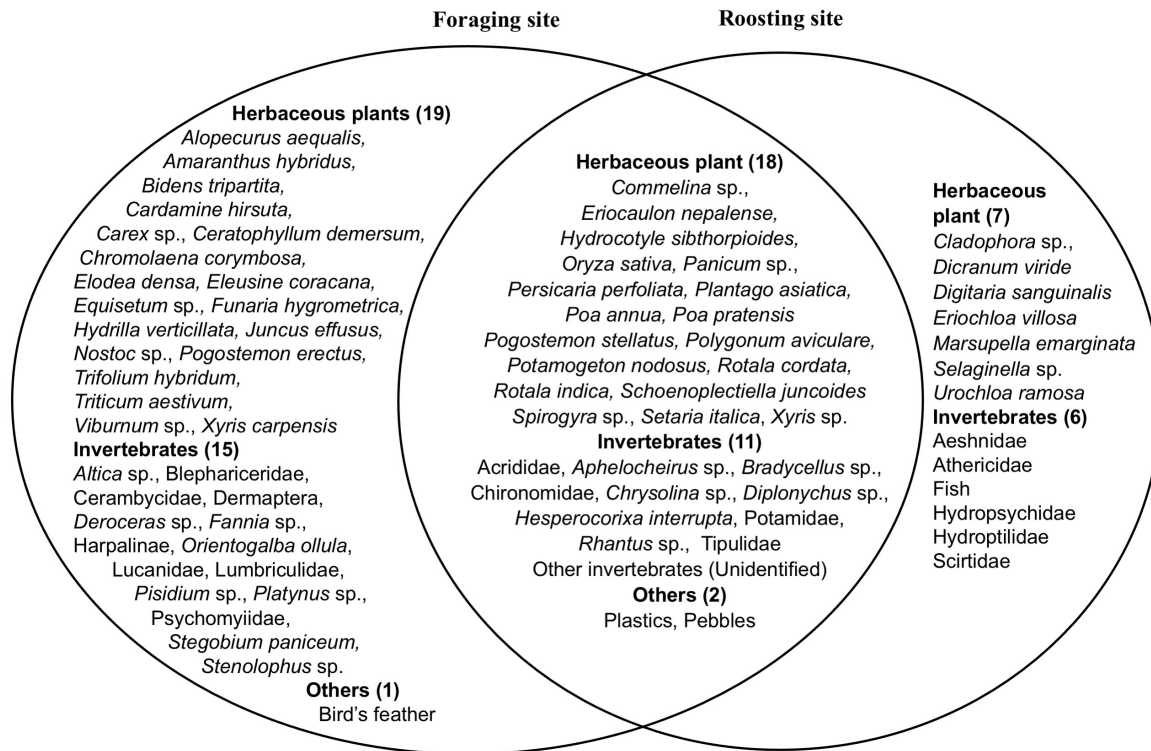 Foraging site
Roosting site
Herbaceous plants (19)
Alopecurus aequalis,
Amaranthus hybridus,
Bidens tripartita,
Cardamine hirsuta,
Carex sp., Ceratophyllum demersum,
Chromolaena corymbosa,
Elodea densa, Eleusine coracana,
Equisetum sp., Funaria hygrometrica,
Hydrilla verticillata, Juncus effusus,
Nostoc sp., Pogostemon erectus,
Trifolium hybridum,
Triticum aestivum,
Viburnum sp., Xyris carpensis
Invertebrates (15)
Altica sp., Blephariceridae,
Cerambycidae, Dermaptera,
Deroceras sp., Fannia sp.,
Harpalinae, Orientogalba ollula,
Lucanidae, Lumbriculidae,
Pisidium sp., Platynus sp.,
Psychomyiidae,
Stegobium paniceum,
Stenolophus sp.
Others (1)
Bird's feather
Herbaceous plant (18)
Commelina sp.,
Eriocaulon nepalense,
Hydrocotyle sibthorpioides,
Oryza sativa, Panicum sp.,
Persicaria perfoliata, Plantago asiatica,
Poa annua, Poa pratensis
Pogostemon stellatus, Polygonum aviculare,
Potamogeton nodosus, Rotala cordata,
Rotala indica, Schoenoplectiella juncoides
Spirogyra sp., Setaria italica, Xyris sp.
Invertebrates (11)
Acrididae, Aphelocheirus sp., Bradycellus sp.,
Chironomidae, Chrysolina sp., Diplonychus sp.,
Hesperocorixa interrupta, Potamidae,
Rhantus sp., Tipulidae
Other invertebrates (Unidentified)
Others (2)
Plastics, Pebbles
Herbaceous
plant (7)
Cladophora sp.,
Dicranum viride
Digitaria sanguinalis
Eriochloa villosa
Marsupella emarginata
Selaginella sp.
Urochloa ramosa
Invertebrates (6)
Aeshnidae
Athericidae
Fish
Hydropsychidae
Hydroptilidae
Scirtidae